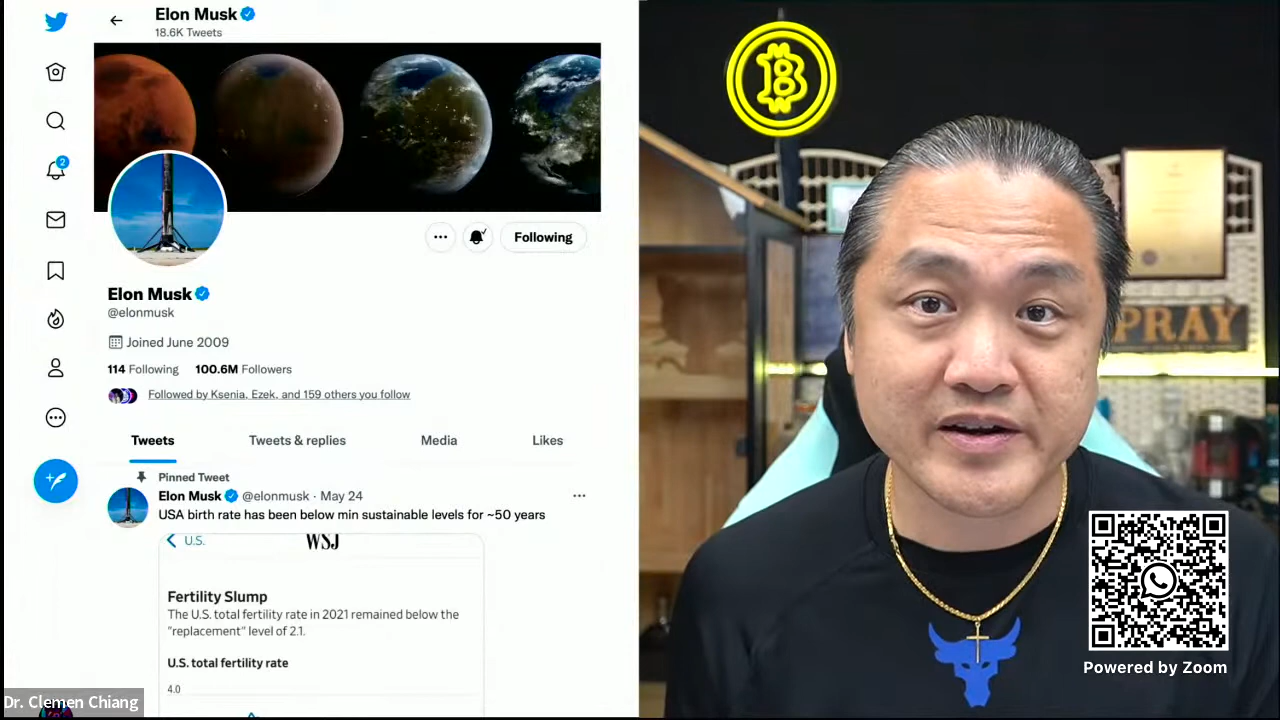 Elon Musk
18.6K Tweets
2
Following
Elon Musk
@elonmusk
Joined June 2009
114 Following 100.6M Followers
Followed by Ksenia, Ezek, and 159 others you follow
Tweets Tweets & replies Media Likes
Pinned Tweet
Elon Musk @elonmusk · May 24
USA birth rate has been below min sustainable levels for ~50 years
U.S. WSJ
Fertility Slump
The U.S. total fertility rate in 2021 remained below the
"replacement" level of 2.1.
U.S. total fertility rate
4.0
Dr. Clemen Chiang
PRAY
Powered by Zoom